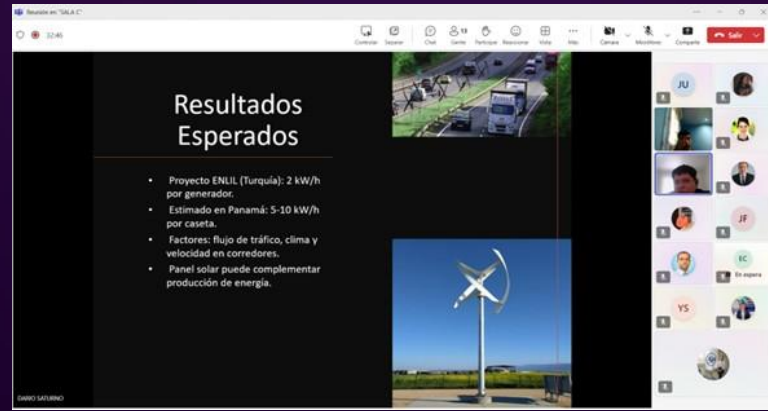 Reunión en "SALA C"
32:46
Controlar
Separar
Chat
Gente
13
Participar
Reaccionar
Vista
Más
Cámara
Micrófono
Compartir
Salir
Resultados
Esperados
Proyecto ENLIL (Turquía): 2 kW/h
por generador.
Estimado en Panamá: 5-10 kW/h
por caseta.
Factores: flujo de tráfico, clima y
velocidad en corredores.
Panel solar puede complementar
producción de energía.
JU
JF
EC
En espera
YS
DARIO SATURNO